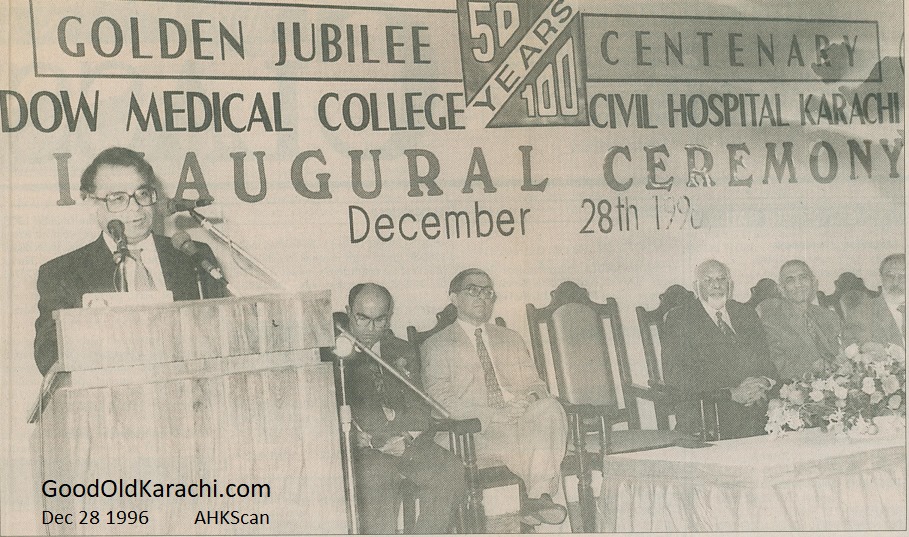 GOLDEN JUBILEE
50 YEARS 100
CENTENARY
DOW MEDICAL COLLEGE CIVIL HOSPITAL KARACHI
AUGURAL CEREMONY
December 28th 199
GoodOldKarachi.com
Dec 28 1996 AHKScan